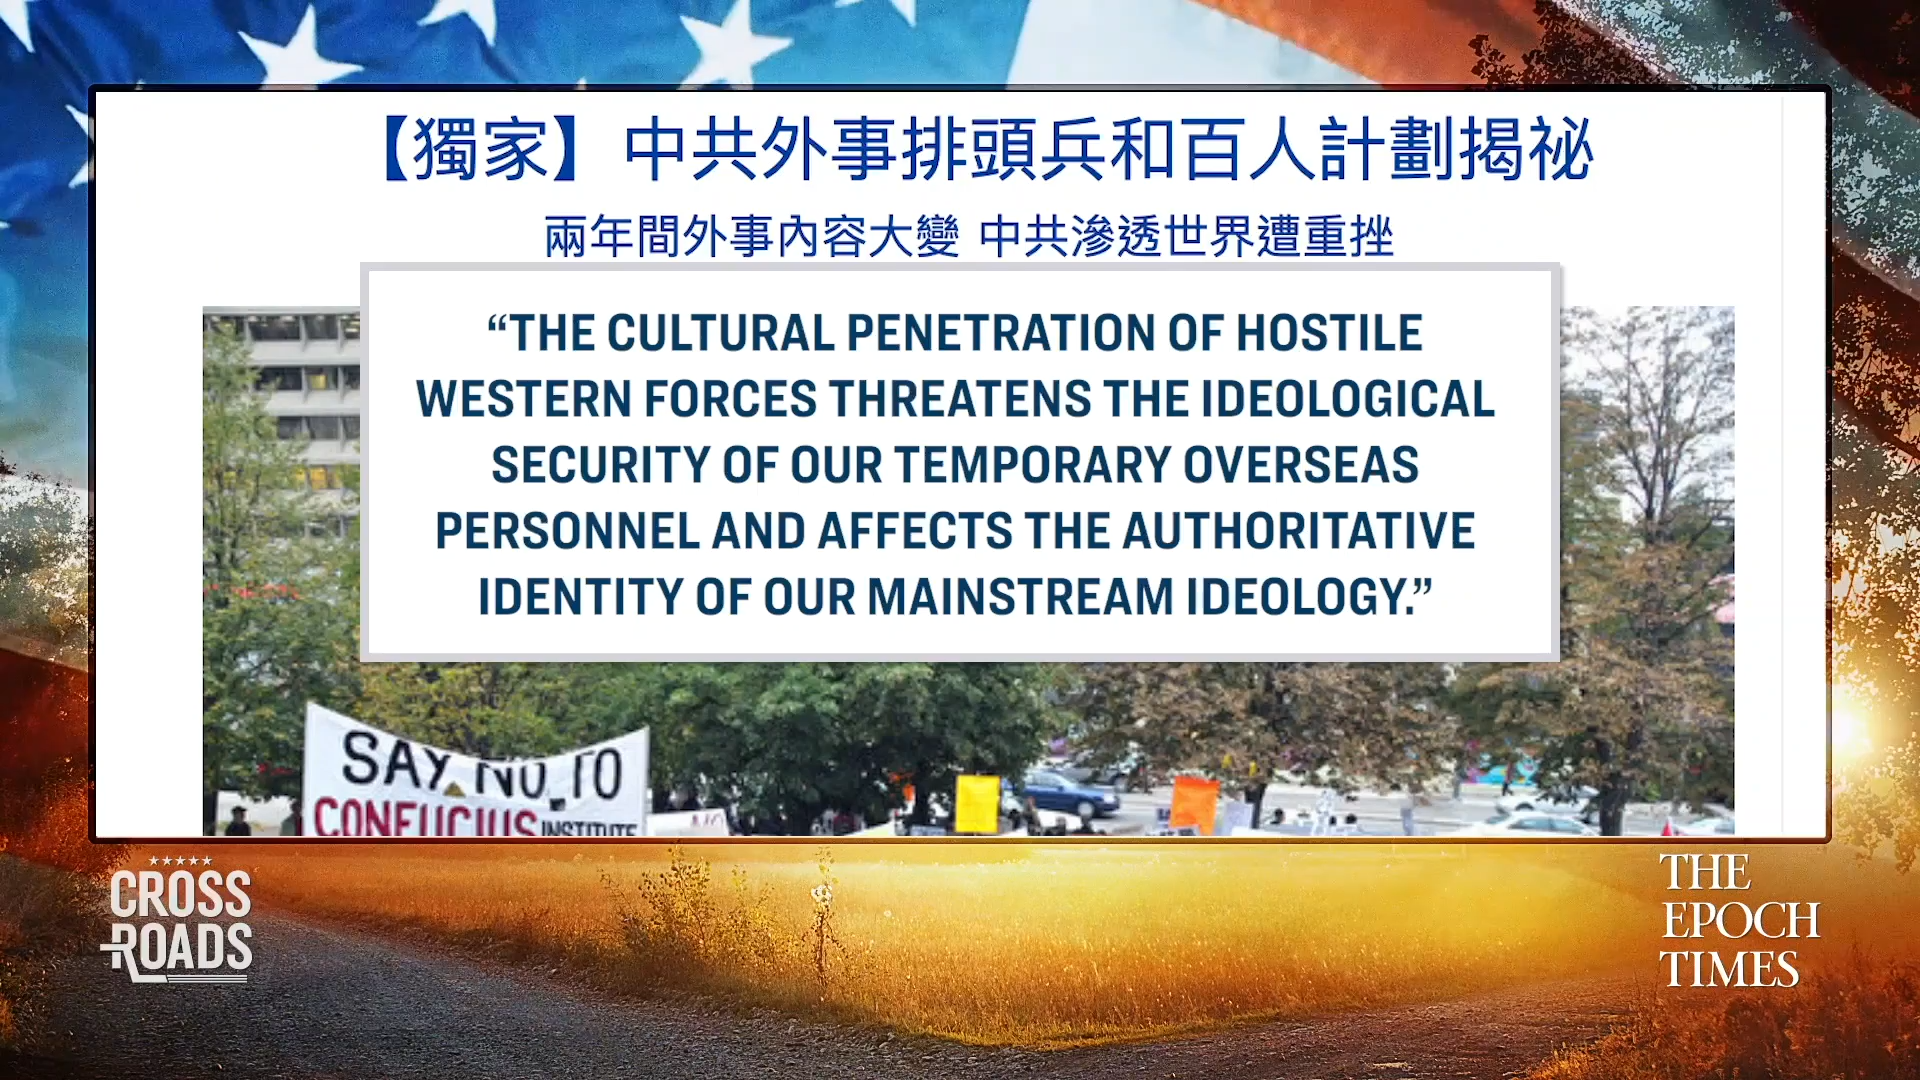 【獨家】中共外事排頭兵和百人計劃揭祕
兩年間外事內容大變 中共滲透世界遭重挫
“THE CULTURAL PENETRATION OF HOSTILE
WESTERN FORCES THREATENS THE IDEOLOGICAL
SECURITY OF OUR TEMPORARY OVERSEAS
PERSONNEL AND AFFECTS THE AUTHORITATIVE
IDENTITY OF OUR MAINSTREAM IDEOLOGY.”
SAY NO TO
CONFUCIUS INSTITUTE
NO
CROSS
ROADS
THE
EPOCH
TIMES